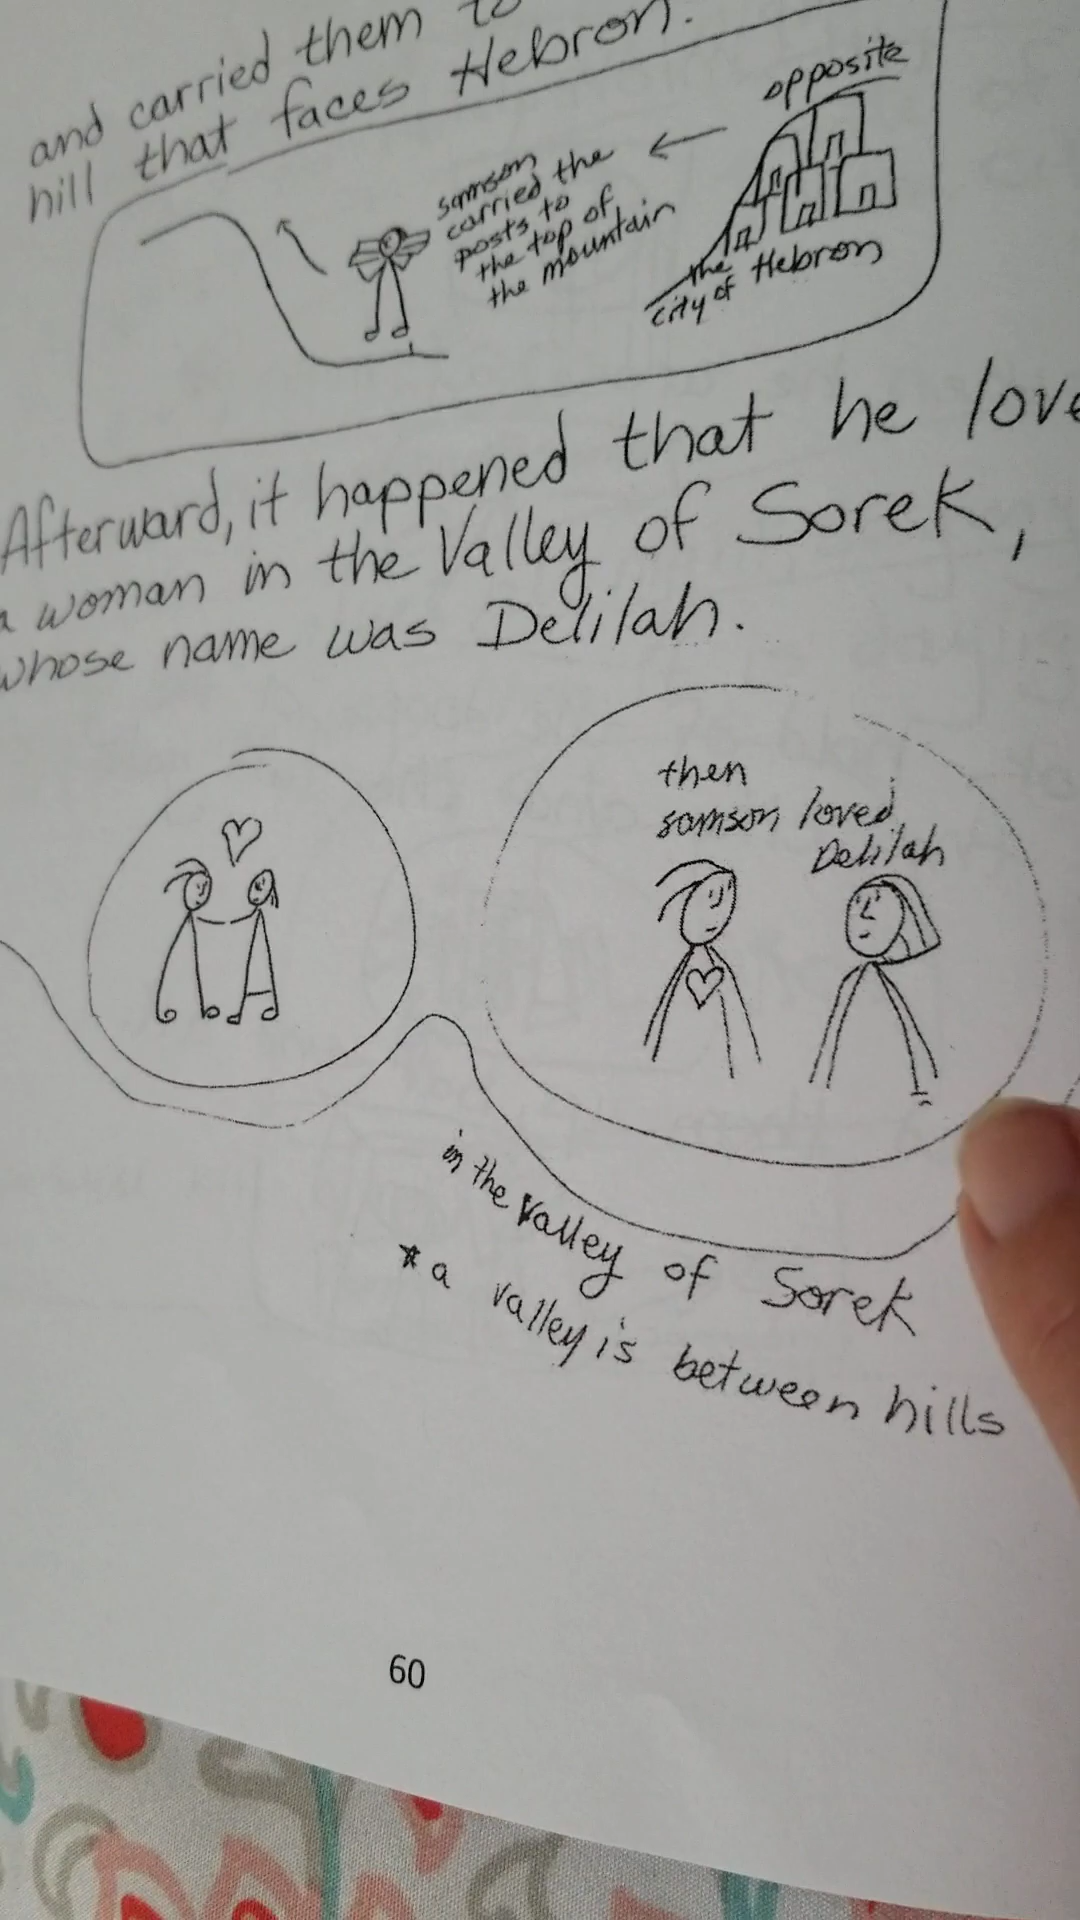 and carried them to
hill that faces Hebron.
opposite
samson
carried the
posts to
the top of
the mountain
the
city of Hebron
Afterward, it happened that he love
a woman in the Valley of Sorek,
whose name was Delilah.
then
samson loved
Delilah
in the Valley of Sorek
*a valley is between hills
60